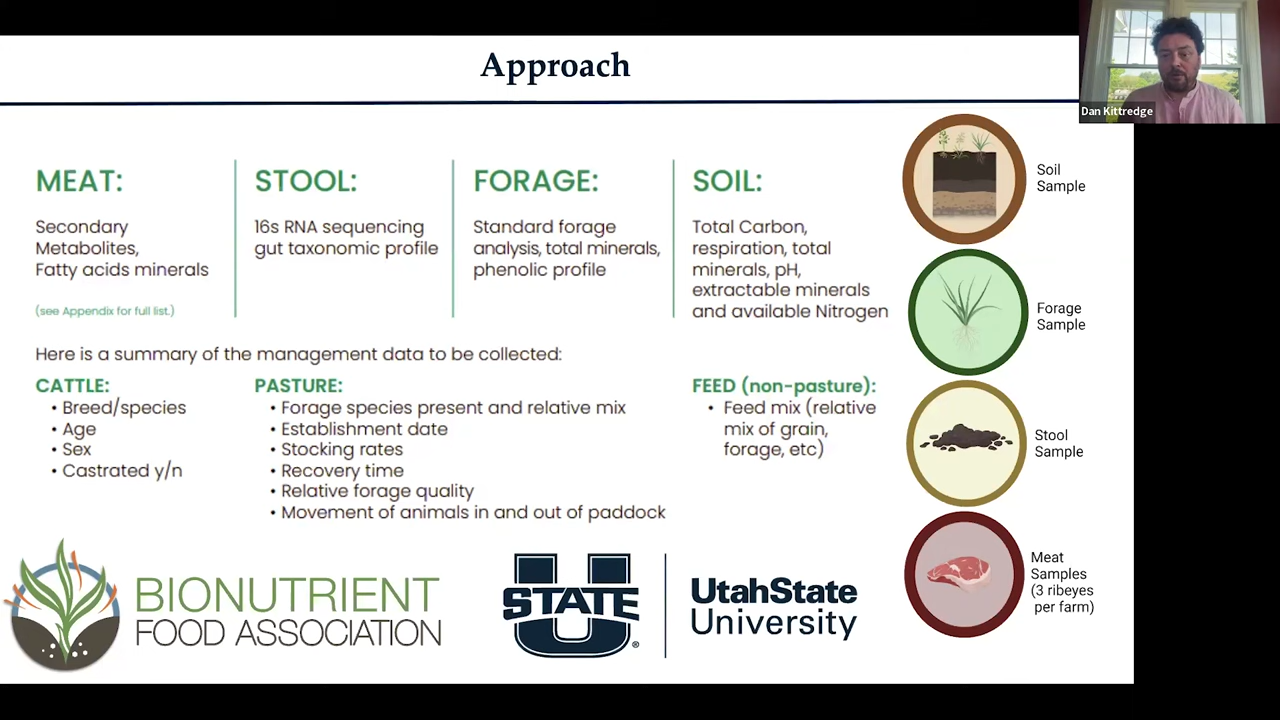 Approach
Dan Kittredge
MEAT:
Secondary
Metabolites,
Fatty acids minerals
(see Appendix for full list.)
STOOL:
16s RNA sequencing
gut taxonomic profile
FORAGE:
Standard forage
analysis, total minerals,
phenolic profile
SOIL:
Total Carbon,
respiration, total
minerals, pH,
extractable minerals
and available Nitrogen
Here is a summary of the management data to be collected:
CATTLE:
• Breed/species
• Age
• Sex
• Castrated y/n
PASTURE:
• Forage species present and relative mix
• Establishment date
• Stocking rates
• Recovery time
• Relative forage quality
• Movement of animals in and out of paddock
FEED (non-pasture):
• Feed mix (relative
mix of grain,
forage, etc)
Soil
Sample
Forage
Sample
Stool
Sample
Meat
Samples
(3 ribeyes
per farm)
BIONUTRIENT
FOOD ASSOCIATION
U
STATE
®
UtahState
University